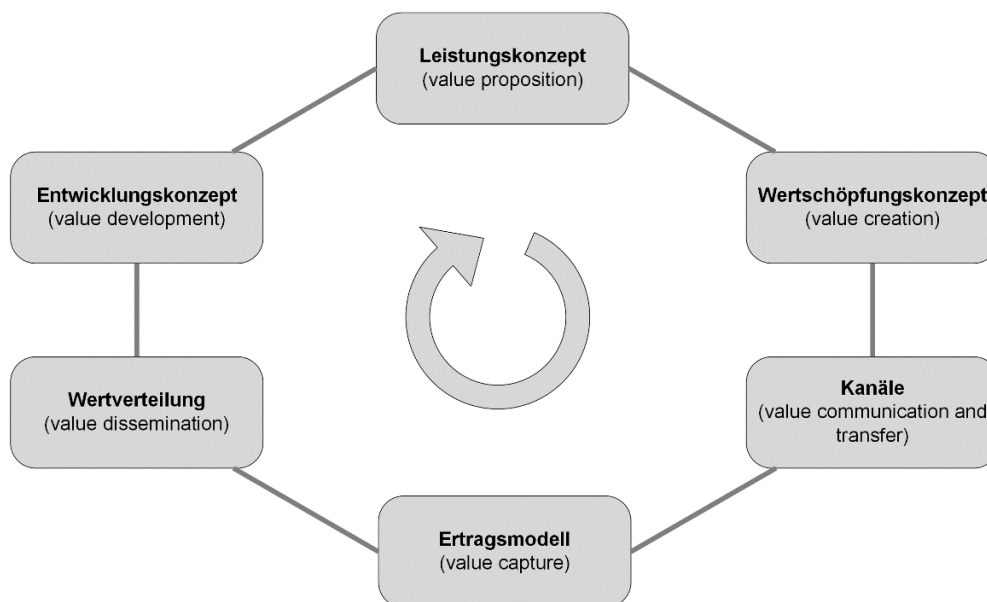 Leistungskonzept
(value proposition)
Wertschöpfungskonzept
(value creation)
Kanäle
(value communication and
transfer)
Ertragsmodell
(value capture)
Wertverteilung
(value dissemination)
Entwicklungskonzept
(value development)